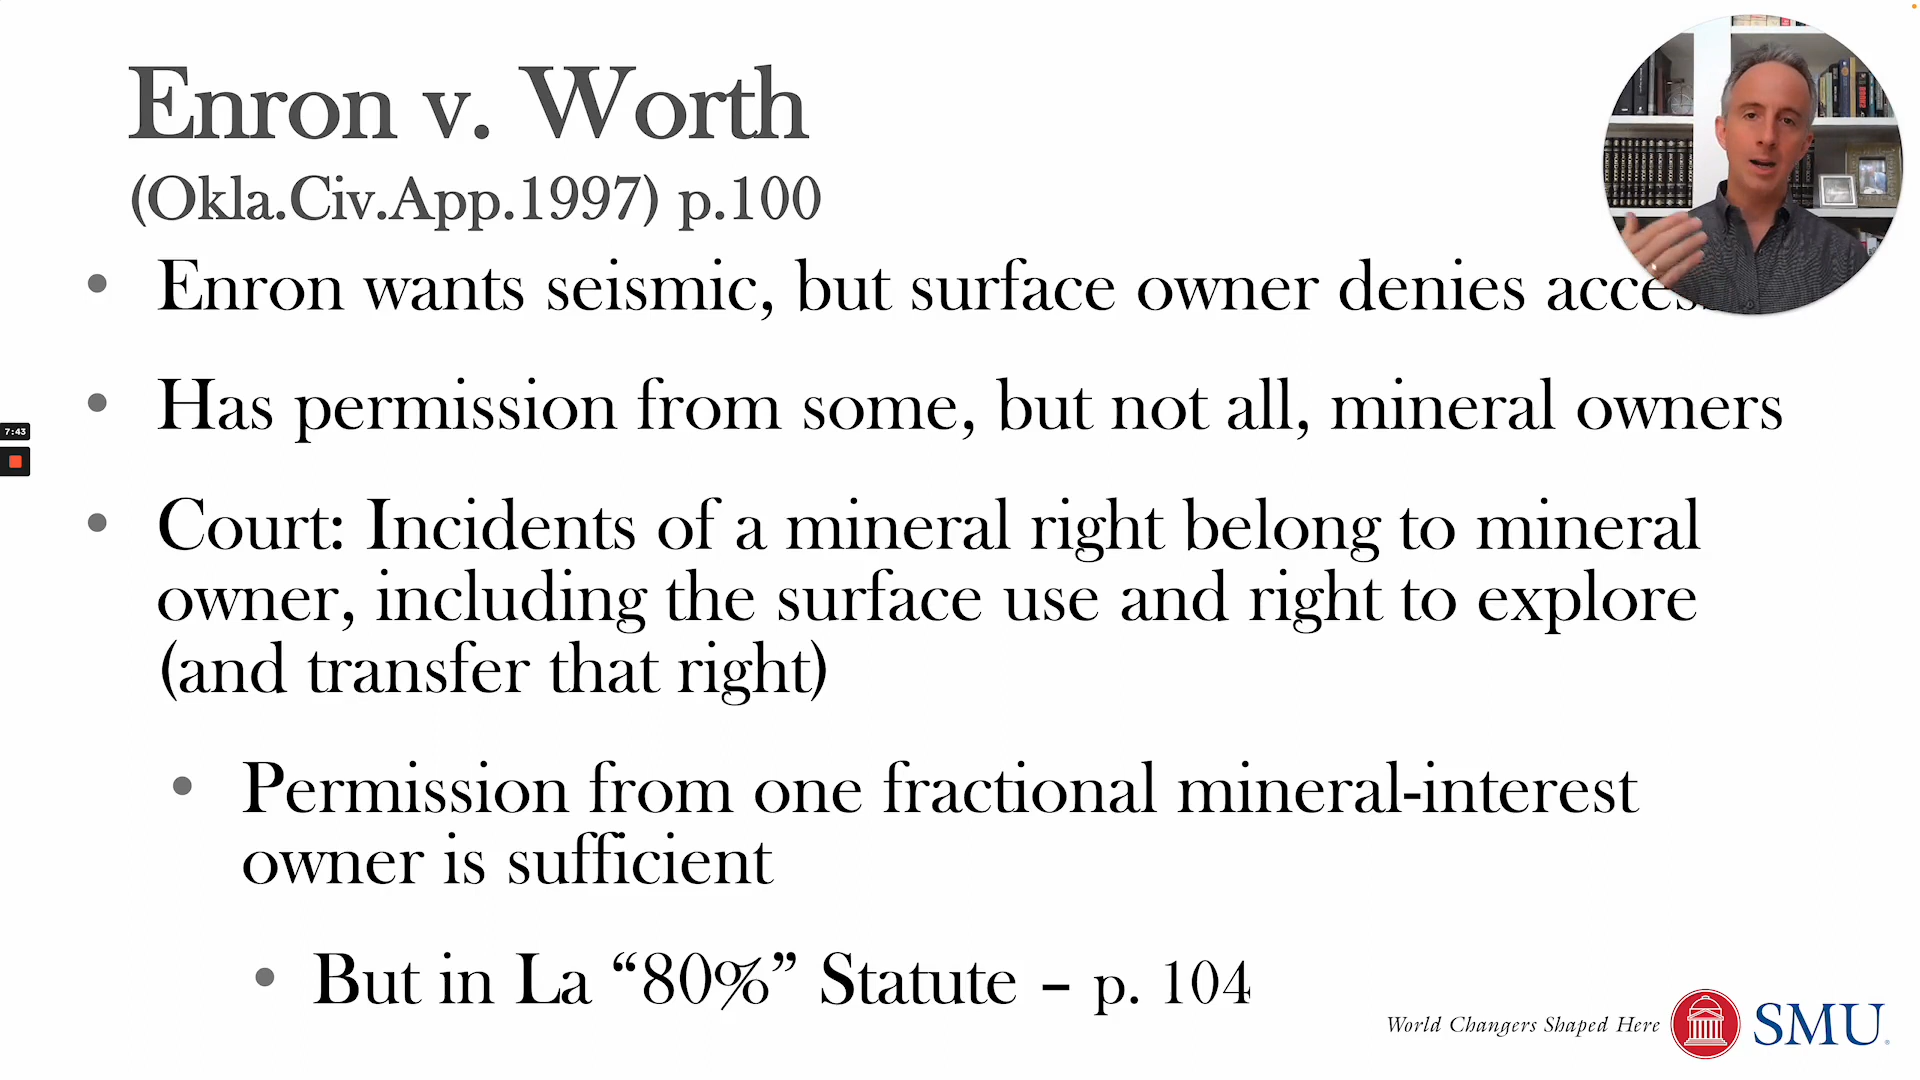 Enron v. Worth
(Okla.Civ.App.1997) p.100
• Enron wants seismic, but surface owner denies
• Has permission from some, but not all, mineral owners
• Court: Incidents of a mineral right belong to mineral
owner, including the surface use and right to explore
(and transfer that right)
• Permission from one fractional mineral-interest
owner is sufficient
• But in La “80%” Statute – p. 104
7:43
World Changers Shaped Here
SMU